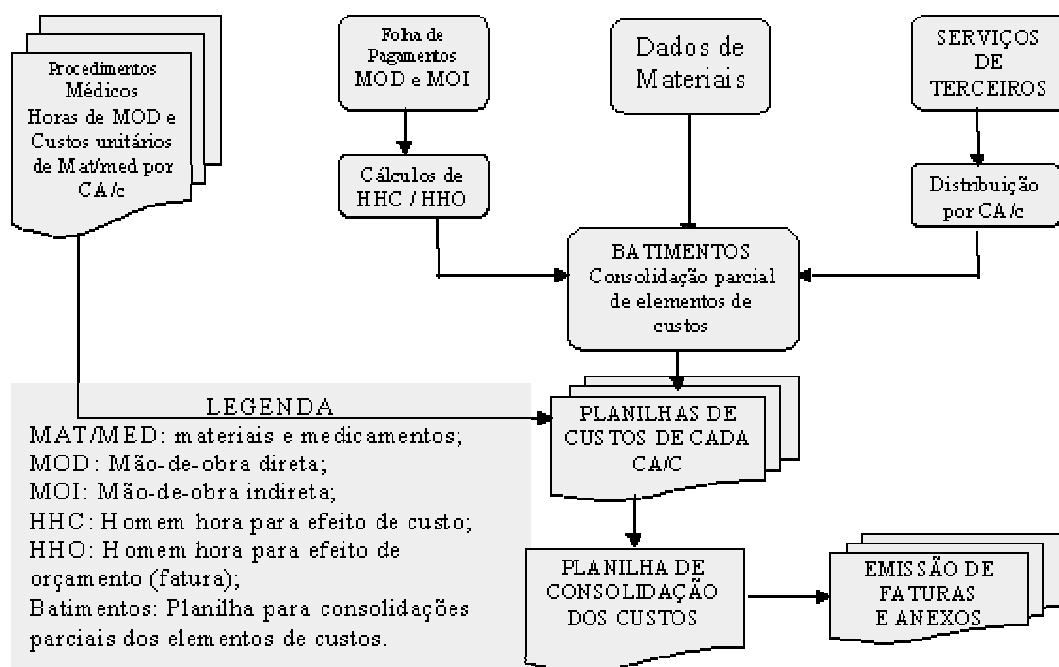 Procedimentos
Médicos
Horas de MOD e
Custos unitários
de Mat/med por
CA/c
Folha de
Pagamentos
MOD e MOI
Dados de
Materiais
SERVIÇOS
DE
TERCEIROS
Cálculos de
HHC / HHO
Distribuição
por CA/c
BATIMENTOS
Consolidação parcial
de elementos de
custos
PLANILHAS DE
CUSTOS DE CADA
CA/C
LEGENDA
MAT/MED: materiais e medicamentos;
MOD: Mão-de-obra direta;
MOI: Mão-de-obra indireta;
HHC: Homem hora para efeito de custo;
HHO: Homem hora para efeito de
orçamento (fatura);
Batimentos: Planilha para consolidações
parciais dos elementos de custos.
PLANILHA DE
CONSOLIDAÇÃO
DOS CUSTOS
EMISSÃO DE
FATURAS
E ANEXOS